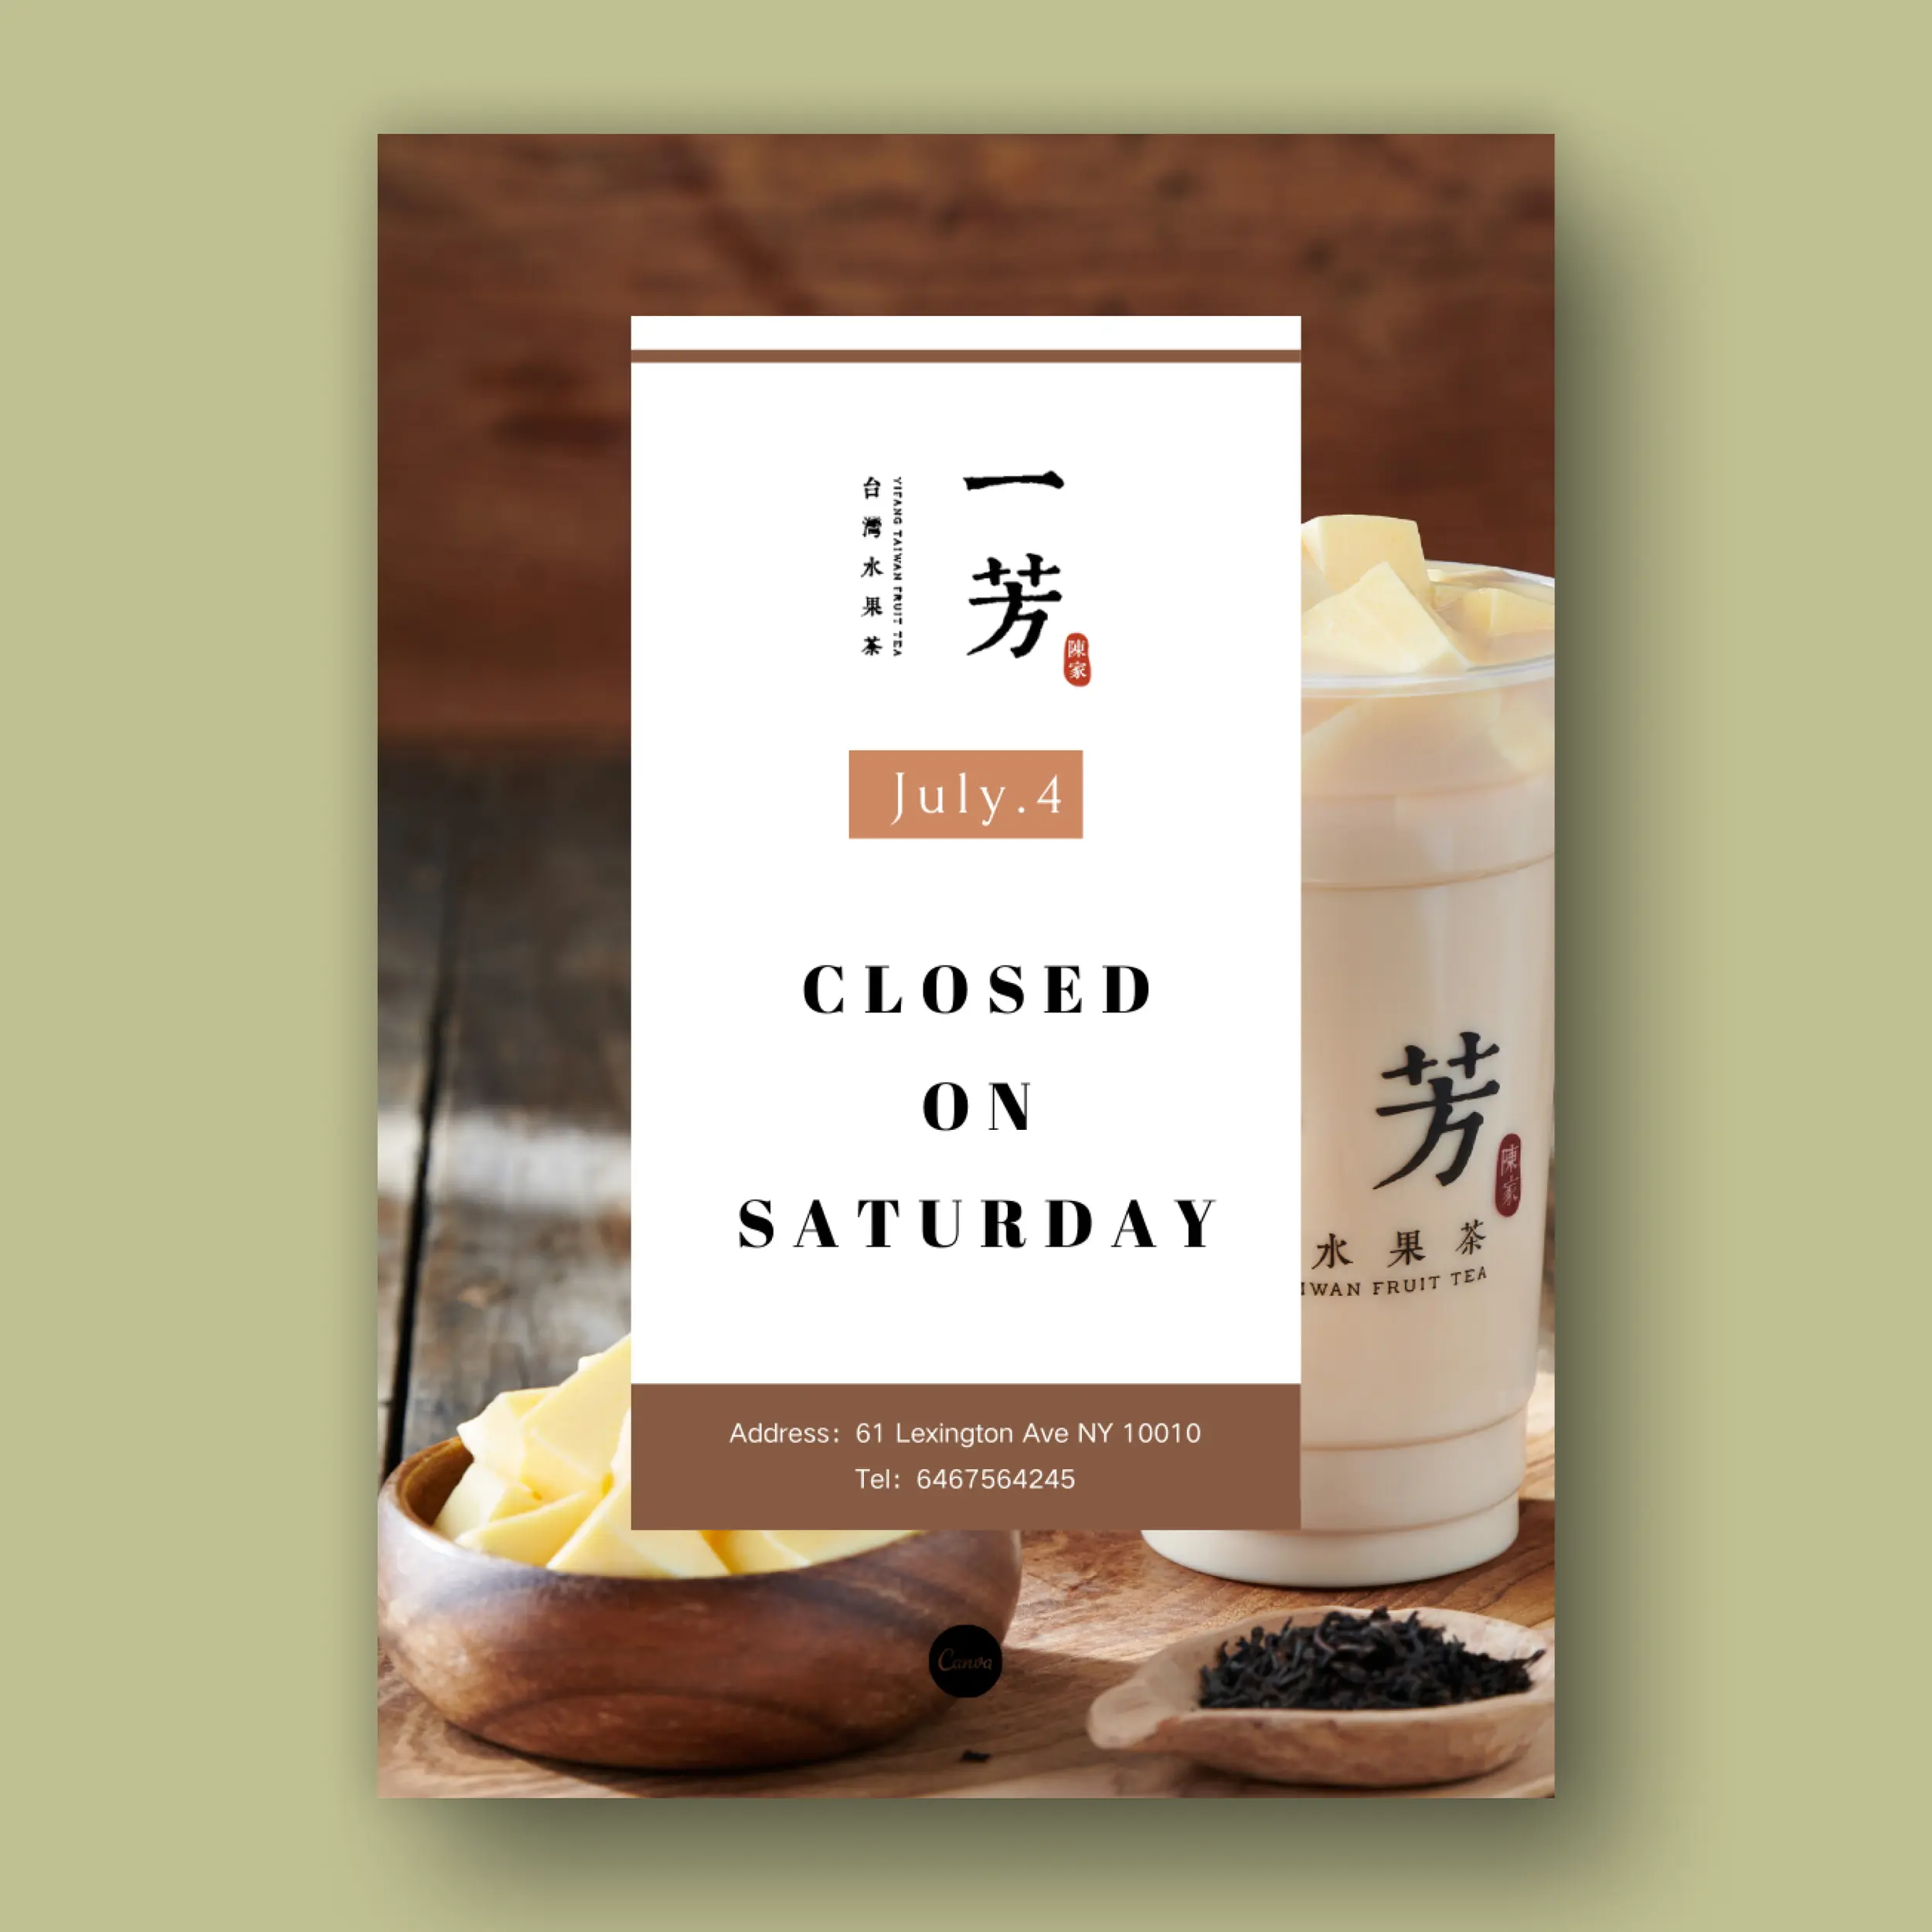 一芳
陳家
YIFANG TAIWAN FRUIT TEA
台灣水果茶
July.4
CLOSED
ON
SATURDAY
Address：61 Lexington Ave NY 10010
Tel：6467564245
芳
陳家
水果茶
IWAN FRUIT TEA
Canva